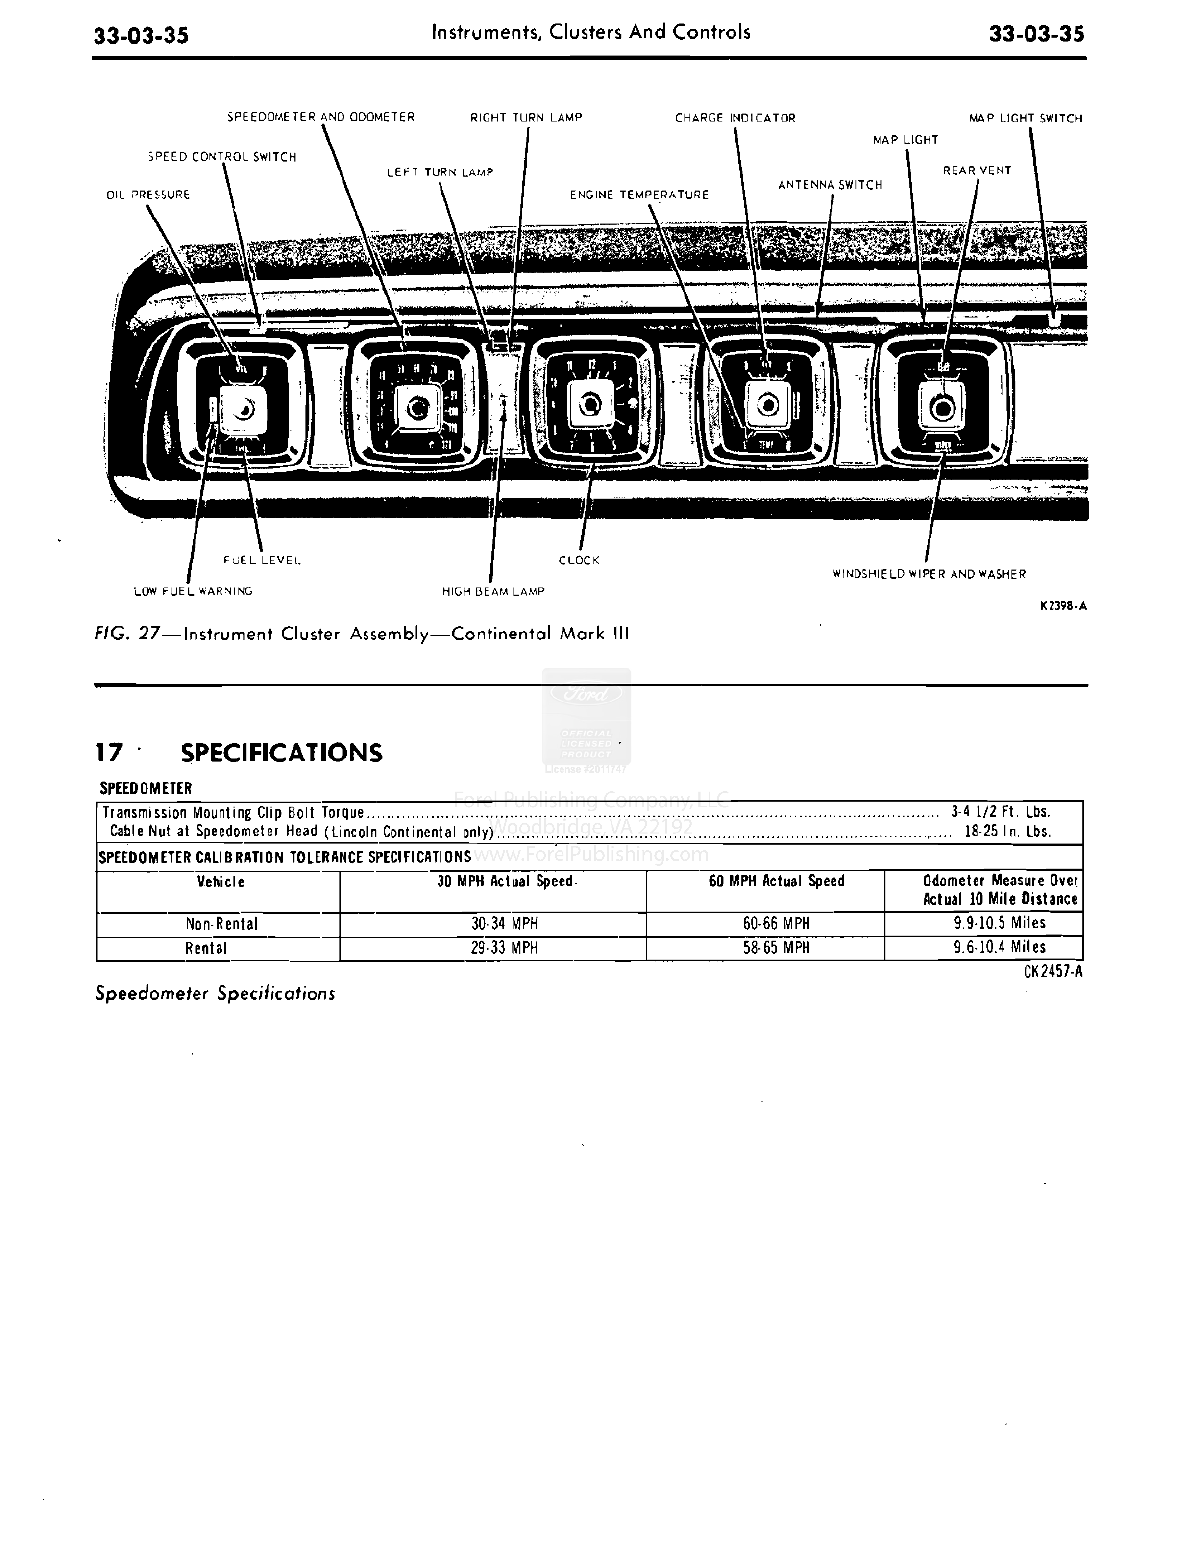 33-03-35 Instruments, Clusters And Controls 33-03-35
SPEEDOMETER AND ODOMETER RIGHT TURN LAMP CHARGE INDICATOR MAP LIGHT SWITCH
MAP LIGHT
SPEED CONTROL SWITCH
LEFT TURN LAMP REAR VENT
ANTENNA SWITCH
OIL PRESSURE ENGINE TEMPERATURE
TEMP
WIPER
FUEL LEVEL CLOCK
WINDSHIELD WIPER AND WASHER
LOW FUEL WARNING HIGH BEAM LAMP
K2398-A
FIG. 27—Instrument Cluster Assembly—Continental Mark III
Ford
OFFICIAL
LICENSED
PRODUCT
License #2011747
17 SPECIFICATIONS
SPEEDOMETER
Forel Publishing Company, LLC
Transmission Mounting Clip Bolt Torque 3-4 1/2 Ft. Lbs.
Woodbridge, VA 22192
Cable Nut at Speedometer Head (Lincoln Continental only) 18-25 In. Lbs.
www.ForelPublishing.com
SPEEDOMETER CALIBRATION TOLERANCE SPECIFICATIONS
Vehicle 30 MPH Actual Speed 60 MPH Actual Speed Odometer Measure Over
Actual 10 Mile Distance
Non-Rental 30-34 MPH 60-66 MPH 9.9-10.5 Miles
Rental 29-33 MPH 58-65 MPH 9.6-10.4 Miles
CK2457-A
Speedometer Specifications